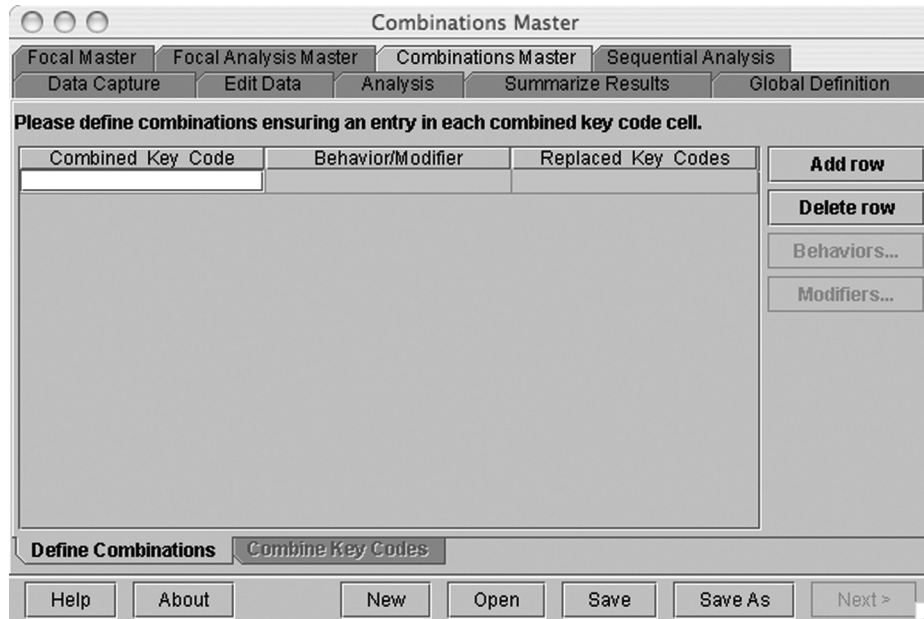 Combinations Master
Focal Master Focal Analysis Master Combinations Master Sequential Analysis
Data Capture Edit Data Analysis Summarize Results Global Definition
Please define combinations ensuring an entry in each combined key code cell.
Combined Key Code Behavior/Modifier Replaced Key Codes
Add row
Delete row
Behaviors...
Modifiers...
Define Combinations Combine Key Codes
Help About New Open Save Save As Next >